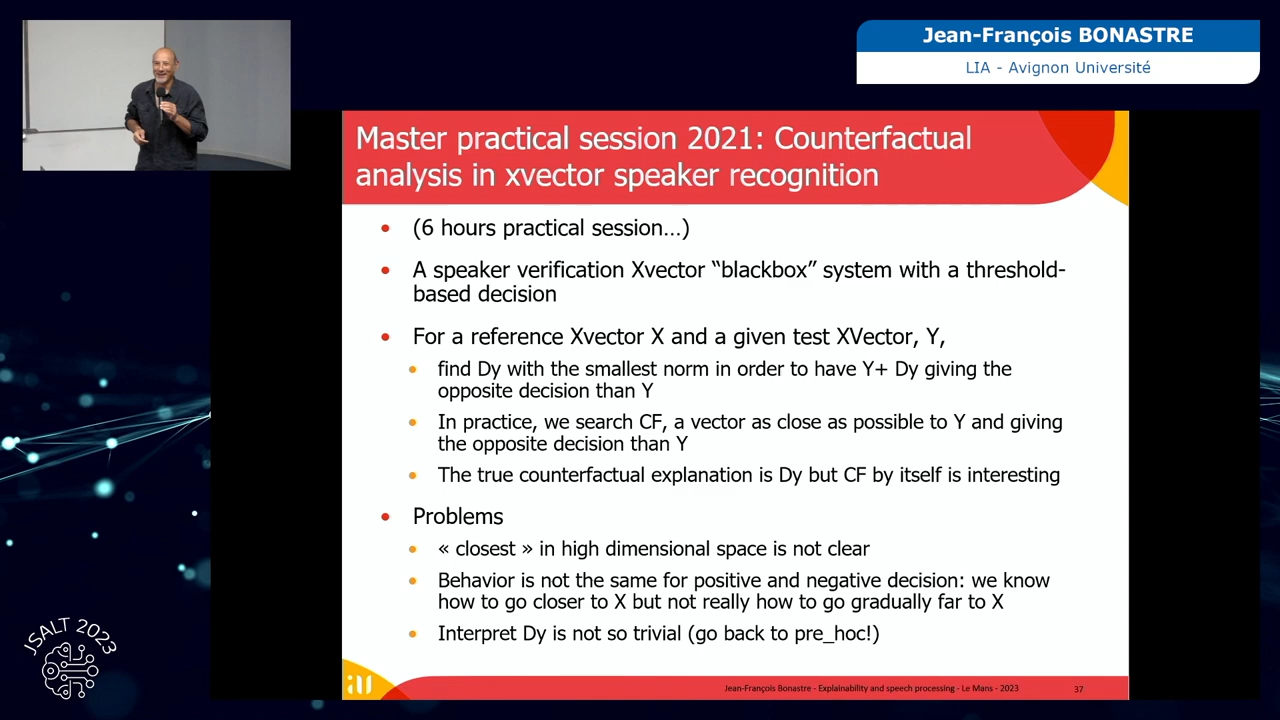 Jean-François BONASTRE
LIA - Avignon Université
Master practical session 2021: Counterfactual
analysis in xvector speaker recognition
• (6 hours practical session…)
• A speaker verification Xvector “blackbox” system with a threshold-
based decision
• For a reference Xvector X and a given test XVector, Y,
• find Dy with the smallest norm in order to have Y+ Dy giving the
opposite decision than Y
• In practice, we search CF, a vector as close as possible to Y and giving
the opposite decision than Y
• The true counterfactual explanation is Dy but CF by itself is interesting
• Problems
• « closest » in high dimensional space is not clear
• Behavior is not the same for positive and negative decision: we know
how to go closer to X but not really how to go gradually far to X
• Interpret Dy is not so trivial (go back to pre_hoc!)
JSALT 2023
au
Jean-François Bonastre - Explainability and speech processing - Le Mans - 2023
37